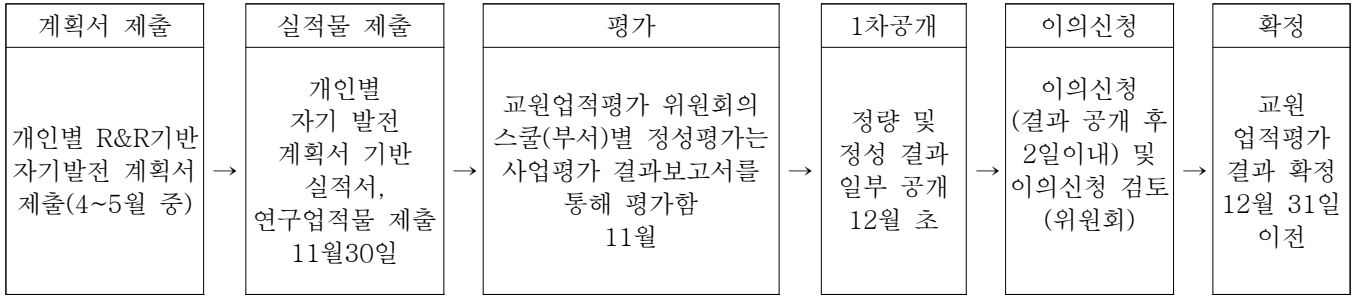 계획서 제출
개인별 R&R기반
자기발전 계획서
제출(4~5월 중)
→
실적물 제출
개인별
자기 발전
계획서 기반
실적서,
연구업적물 제출
11월30일
→
평가
교원업적평가 위원회의
스쿨(부서)별 정성평가는
사업평가 결과보고서를
통해 평가함
11월
→
1차공개
정량 및
정성 결과
일부 공개
12월 초
→
이의신청
이의신청
(결과 공개 후
2일이내) 및
이의신청 검토
(위원회)
→
확정
교원
업적평가
결과 확정
12월 31일
이전